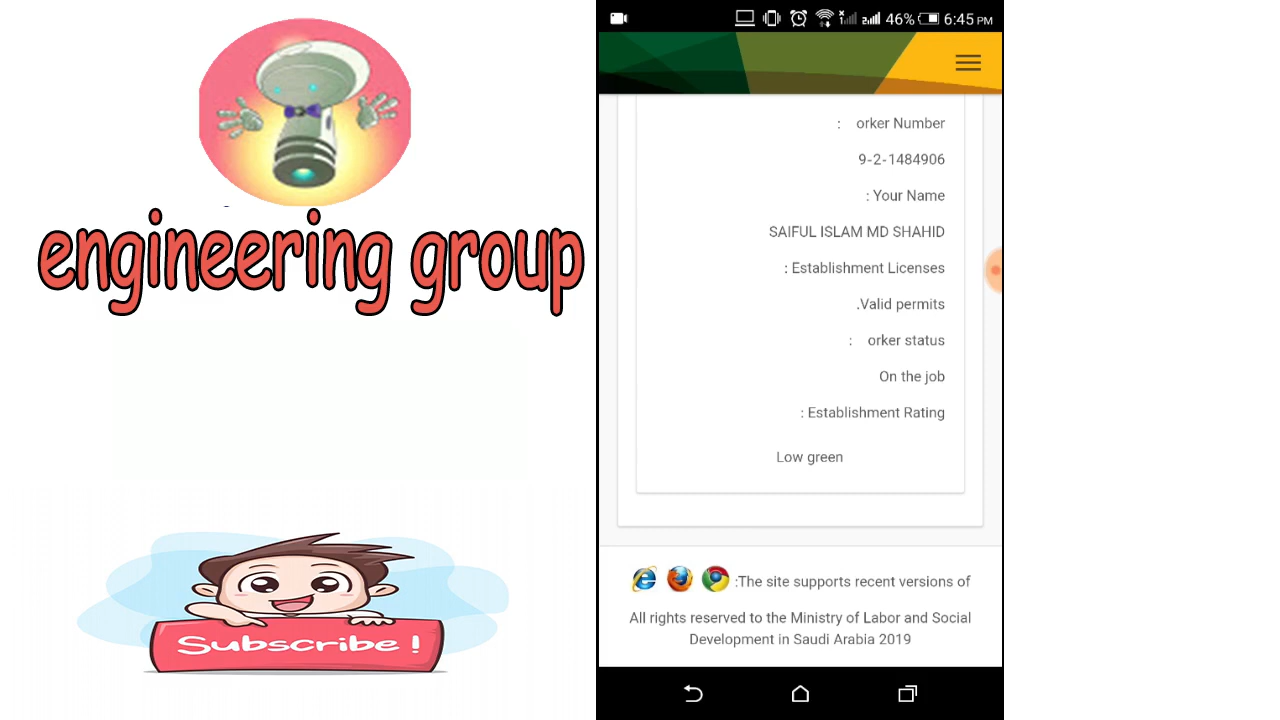 engineering group
Subscribe !
46% 6:45 PM
: orker Number
9-2-1484906
: Your Name
SAIFUL ISLAM MD SHAHID
: Establishment Licenses
.Valid permits
: orker status
On the job
: Establishment Rating
Low green
:The site supports recent versions of
All rights reserved to the Ministry of Labor and Social
Development in Saudi Arabia 2019